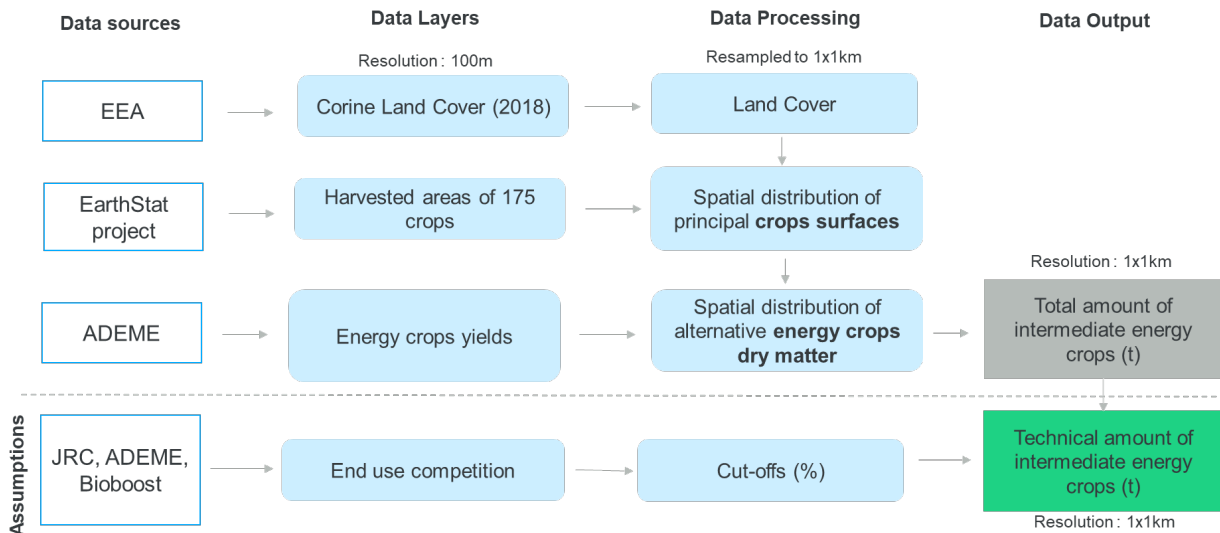 Data sources
Data Layers
Data Processing
Data Output
Resolution : 100m
Resampled to 1x1km
EEA
Corine Land Cover (2018)
Land Cover
EarthStat
project
Harvested areas of 175
crops
Spatial distribution of
principal crops surfaces
Resolution : 1x1km
ADEME
Energy crops yields
Spatial distribution of
alternative energy crops
dry matter
Total amount of
intermediate energy
crops (t)
Assumptions
JRC, ADEME,
Bioboost
End use competition
Cut-offs (%)
Technical amount of
intermediate energy
crops (t)
Resolution : 1x1km